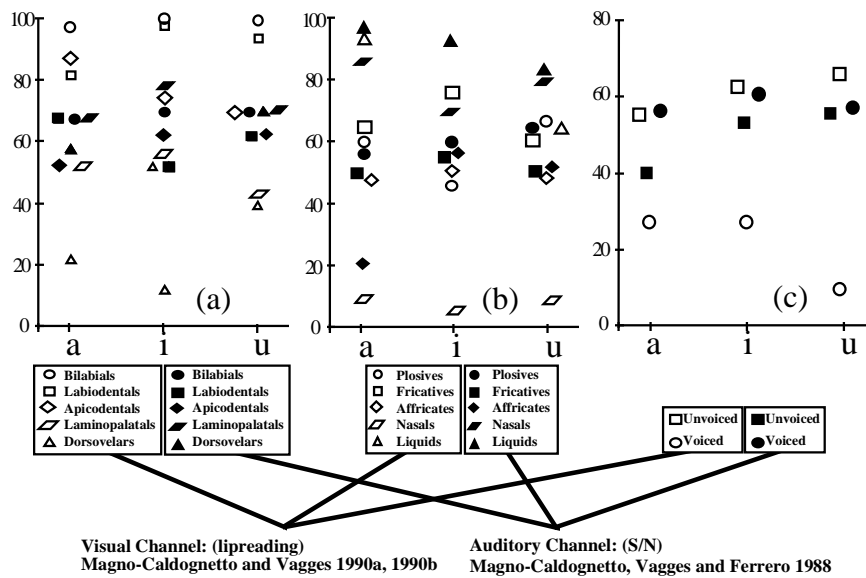 100
80
60
40
20
0
(a)
a i u
100
80
60
40
20
0
(b)
a i u
80
60
40
20
0
(c)
a i u
Bilabials
Labiodentals
Apicodentals
Laminopalatals
Dorsovelars
Bilabials
Labiodentals
Apicodentals
Laminopalatals
Dorsovelars
Plosives
Fricatives
Affricates
Nasals
Liquids
Plosives
Fricatives
Affricates
Nasals
Liquids
Unvoiced
Voiced
Unvoiced
Voiced
Visual Channel: (lipreading)
Magno-Caldognetto and Vagges 1990a, 1990b
Auditory Channel: (S/N)
Magno-Caldognetto, Vagges and Ferrero 1988